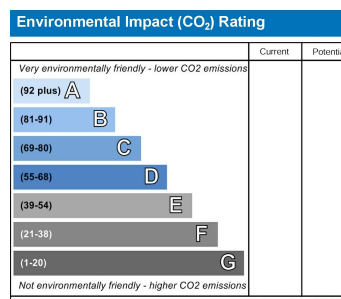 Environmental Impact (CO₂) Rating
Current Potentia
Very environmentally friendly - lower CO2 emissions
(92 plus) A
(81-91) B
(69-80) C
(55-68) D
(39-54) E
(21-38) F
(1-20) G
Not environmentally friendly - higher CO2 emissions